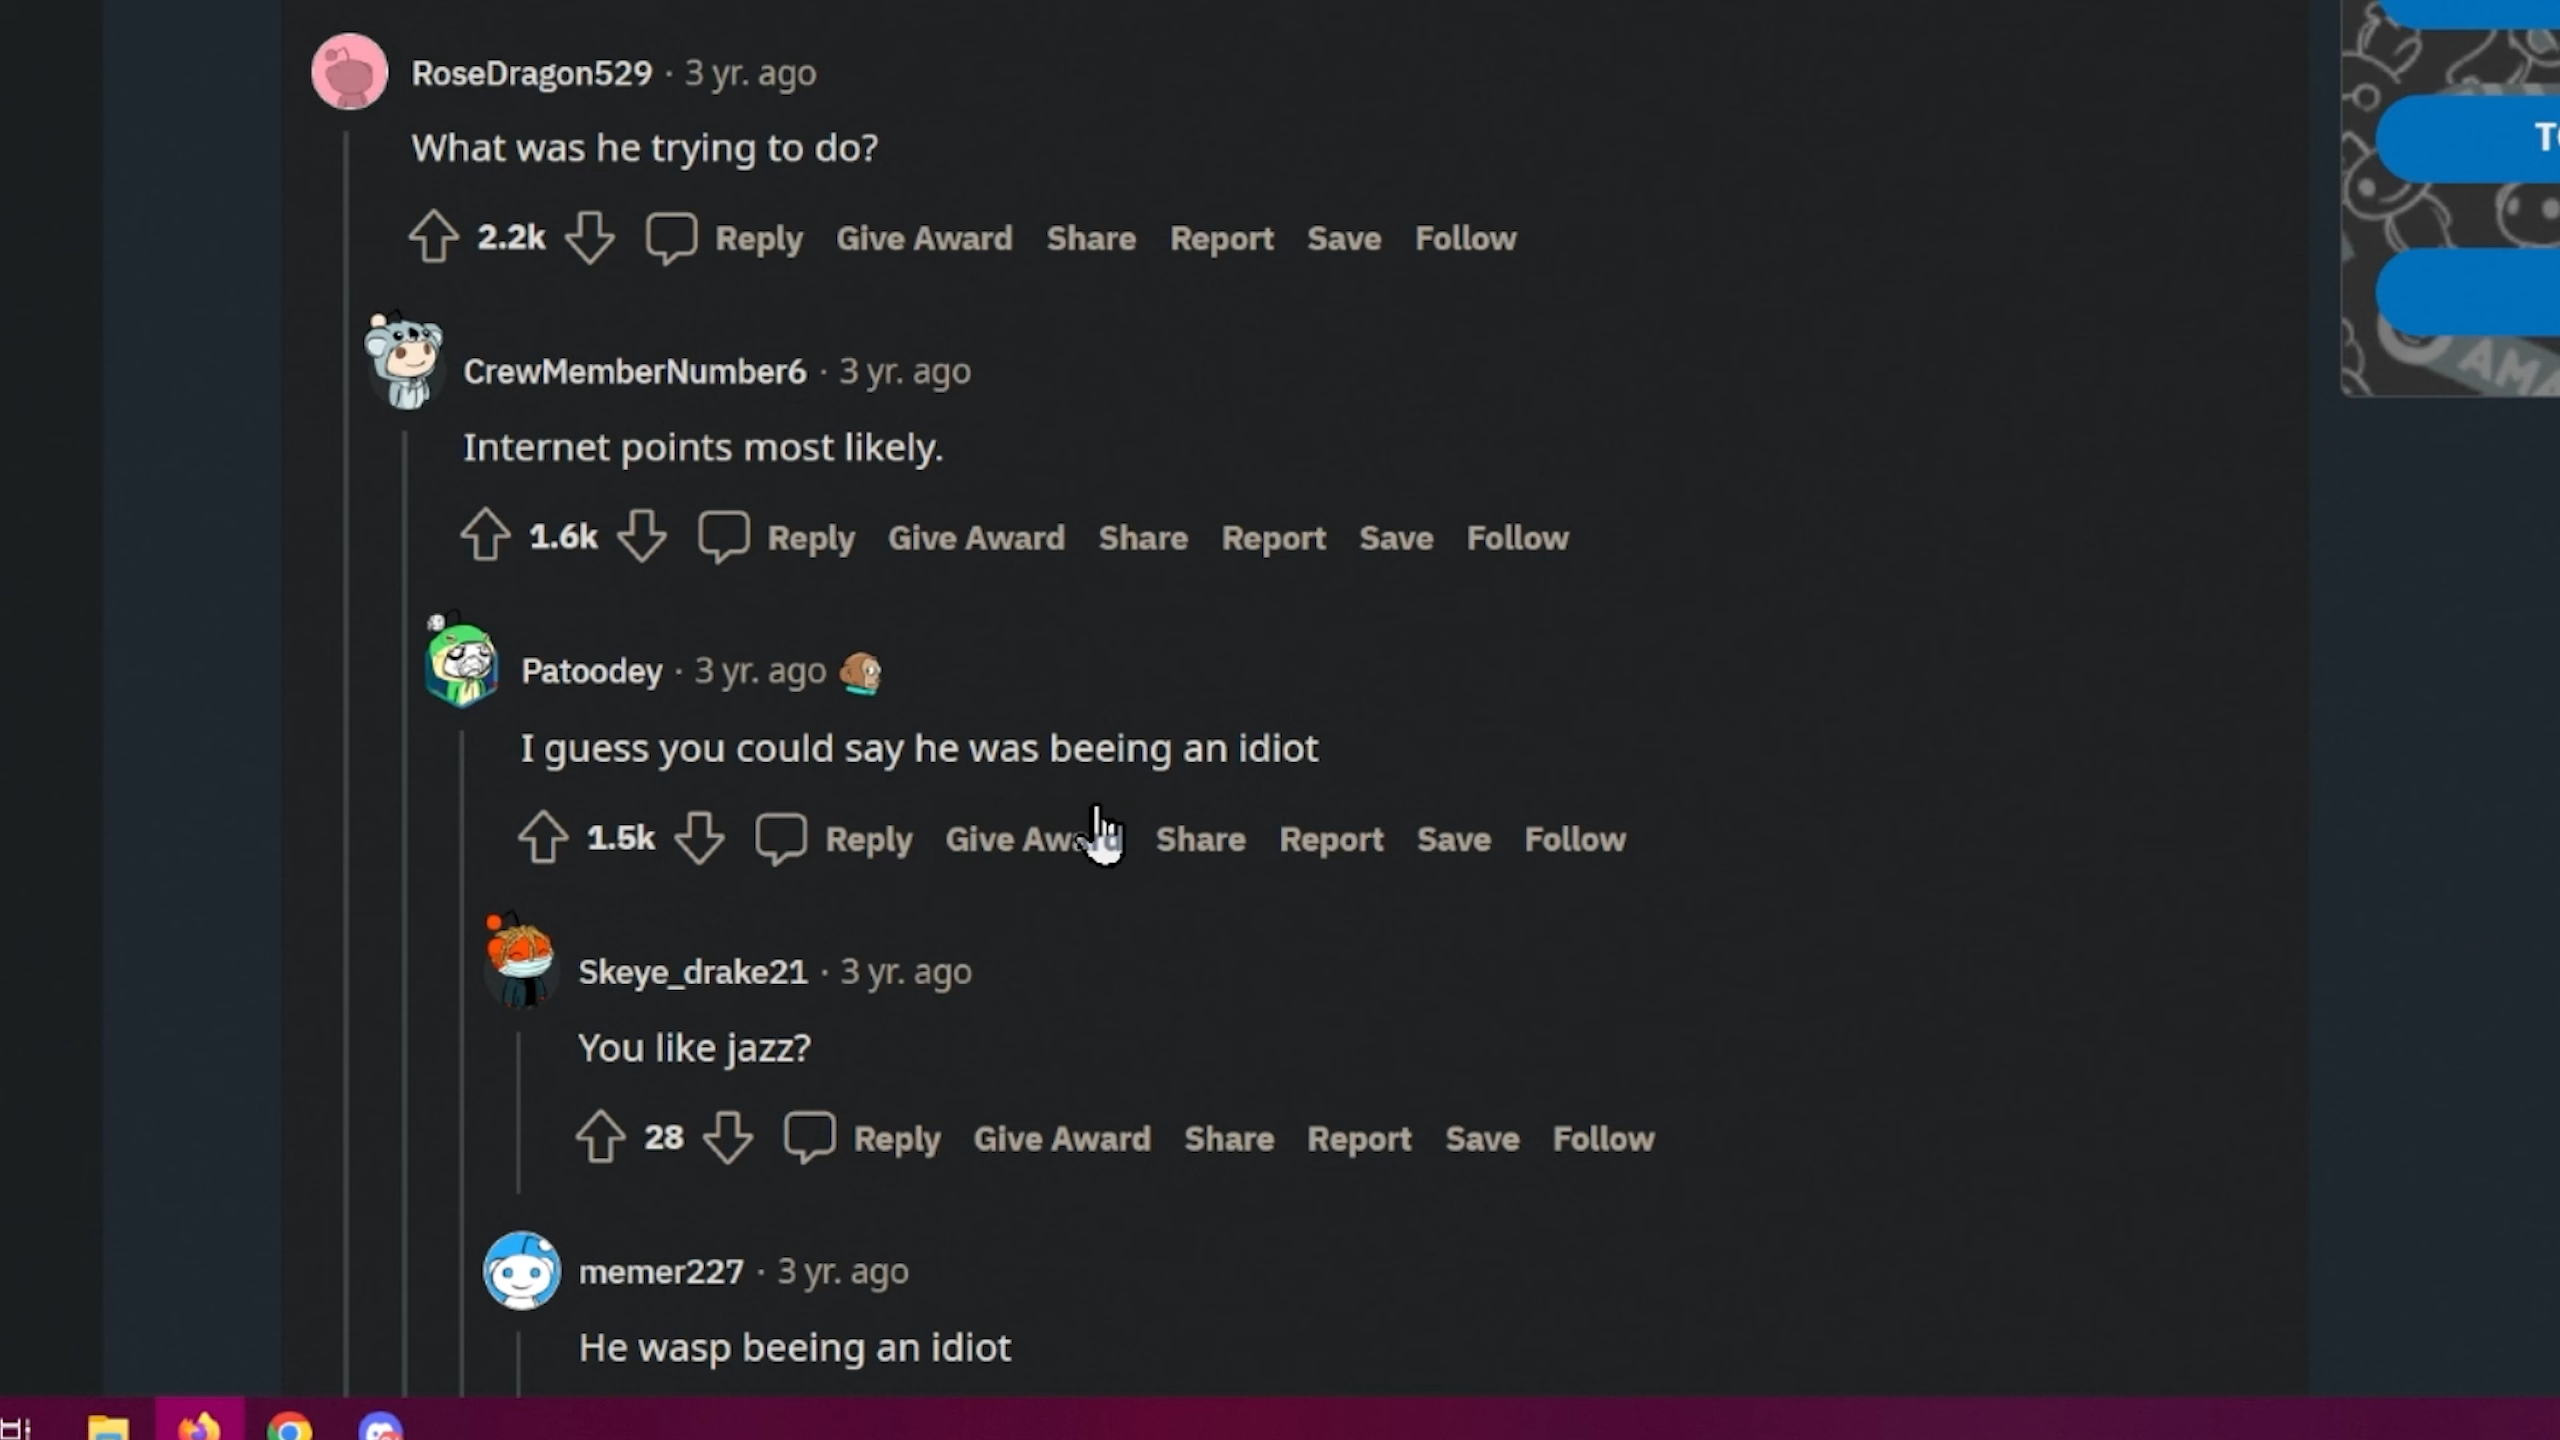 RoseDragon529 · 3 yr. ago
What was he trying to do?
2.2k Reply Give Award Share Report Save Follow
CrewMemberNumber6 · 3 yr. ago
Internet points most likely.
1.6k Reply Give Award Share Report Save Follow
Patoodey · 3 yr. ago
I guess you could say he was beeing an idiot
1.5k Reply Give Award Share Report Save Follow
Skeye_drake21 · 3 yr. ago
You like jazz?
28 Reply Give Award Share Report Save Follow
memer227 · 3 yr. ago
He wasp beeing an idiot